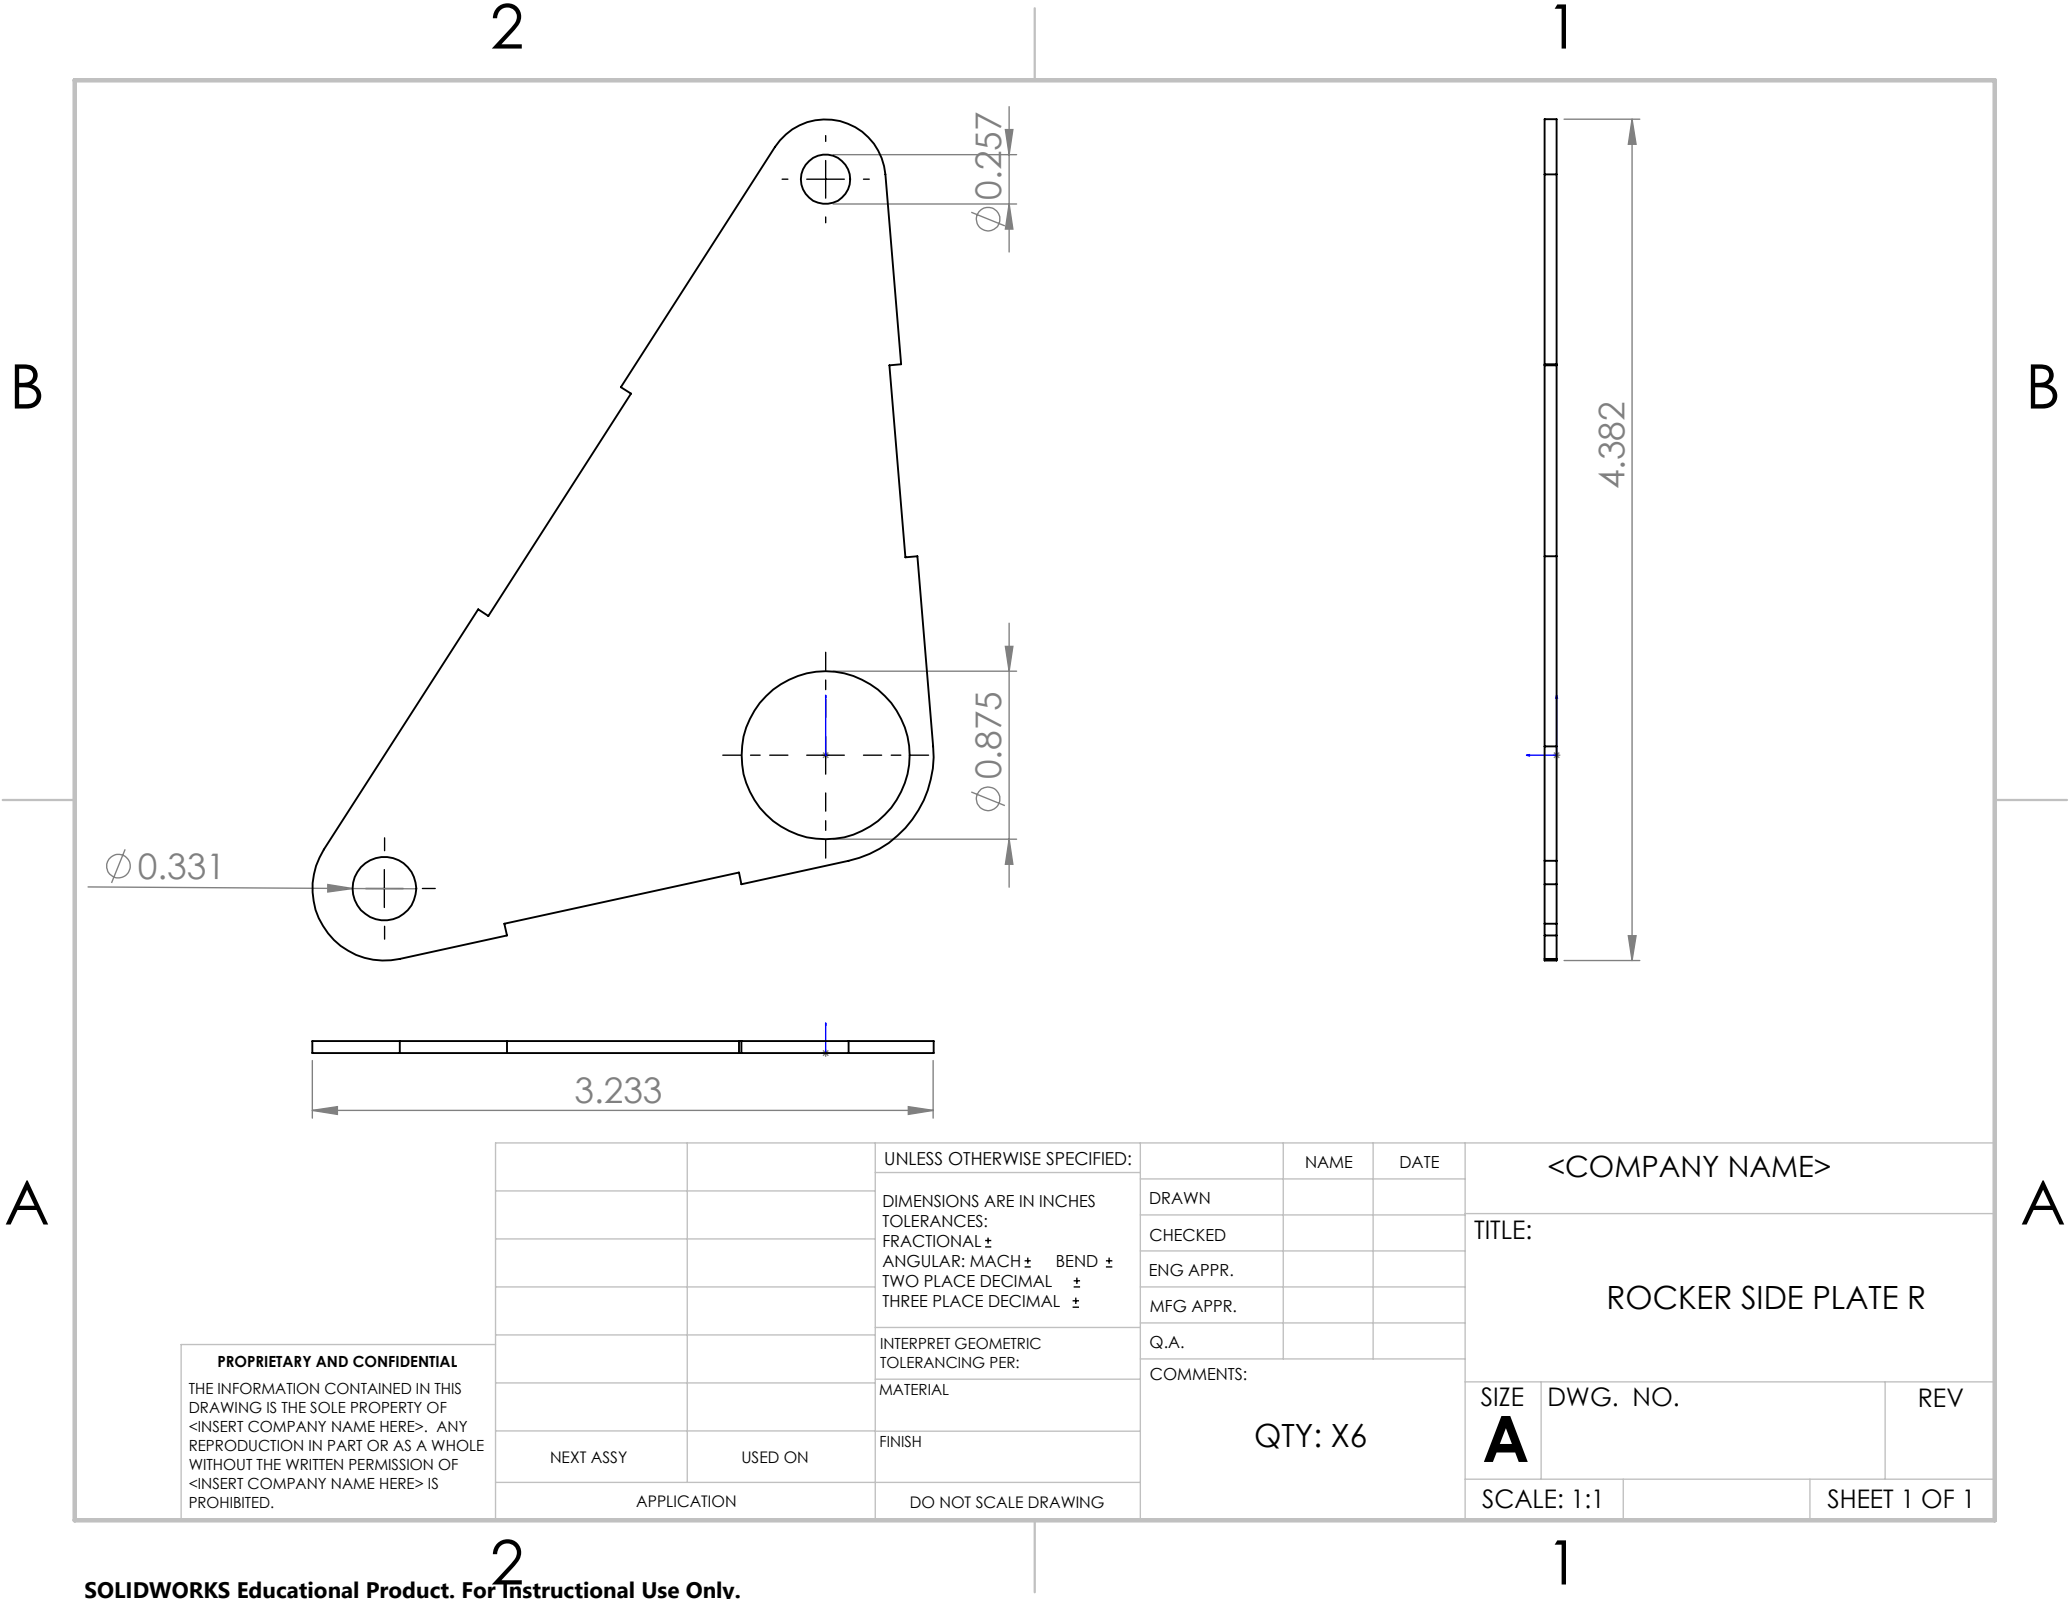 2
1
B
B
Ø0.257
4.382
Ø0.875
Ø0.331
3.233
A
A
UNLESS OTHERWISE SPECIFIED:
DIMENSIONS ARE IN INCHES
TOLERANCES:
FRACTIONAL ±
ANGULAR: MACH ± BEND ±
TWO PLACE DECIMAL ±
THREE PLACE DECIMAL ±
INTERPRET GEOMETRIC
TOLERANCING PER:
MATERIAL
FINISH
DO NOT SCALE DRAWING
NAME DATE
DRAWN
CHECKED
ENG APPR.
MFG APPR.
Q.A.
COMMENTS:
QTY: X6
<COMPANY NAME>
TITLE:
ROCKER SIDE PLATE R
SIZE DWG. NO. REV
A
SCALE: 1:1 SHEET 1 OF 1
PROPRIETARY AND CONFIDENTIAL
THE INFORMATION CONTAINED IN THIS
DRAWING IS THE SOLE PROPERTY OF
<INSERT COMPANY NAME HERE>. ANY
REPRODUCTION IN PART OR AS A WHOLE
WITHOUT THE WRITTEN PERMISSION OF
<INSERT COMPANY NAME HERE> IS
PROHIBITED.
NEXT ASSY USED ON
APPLICATION
2
1
SOLIDWORKS Educational Product. For Instructional Use Only.